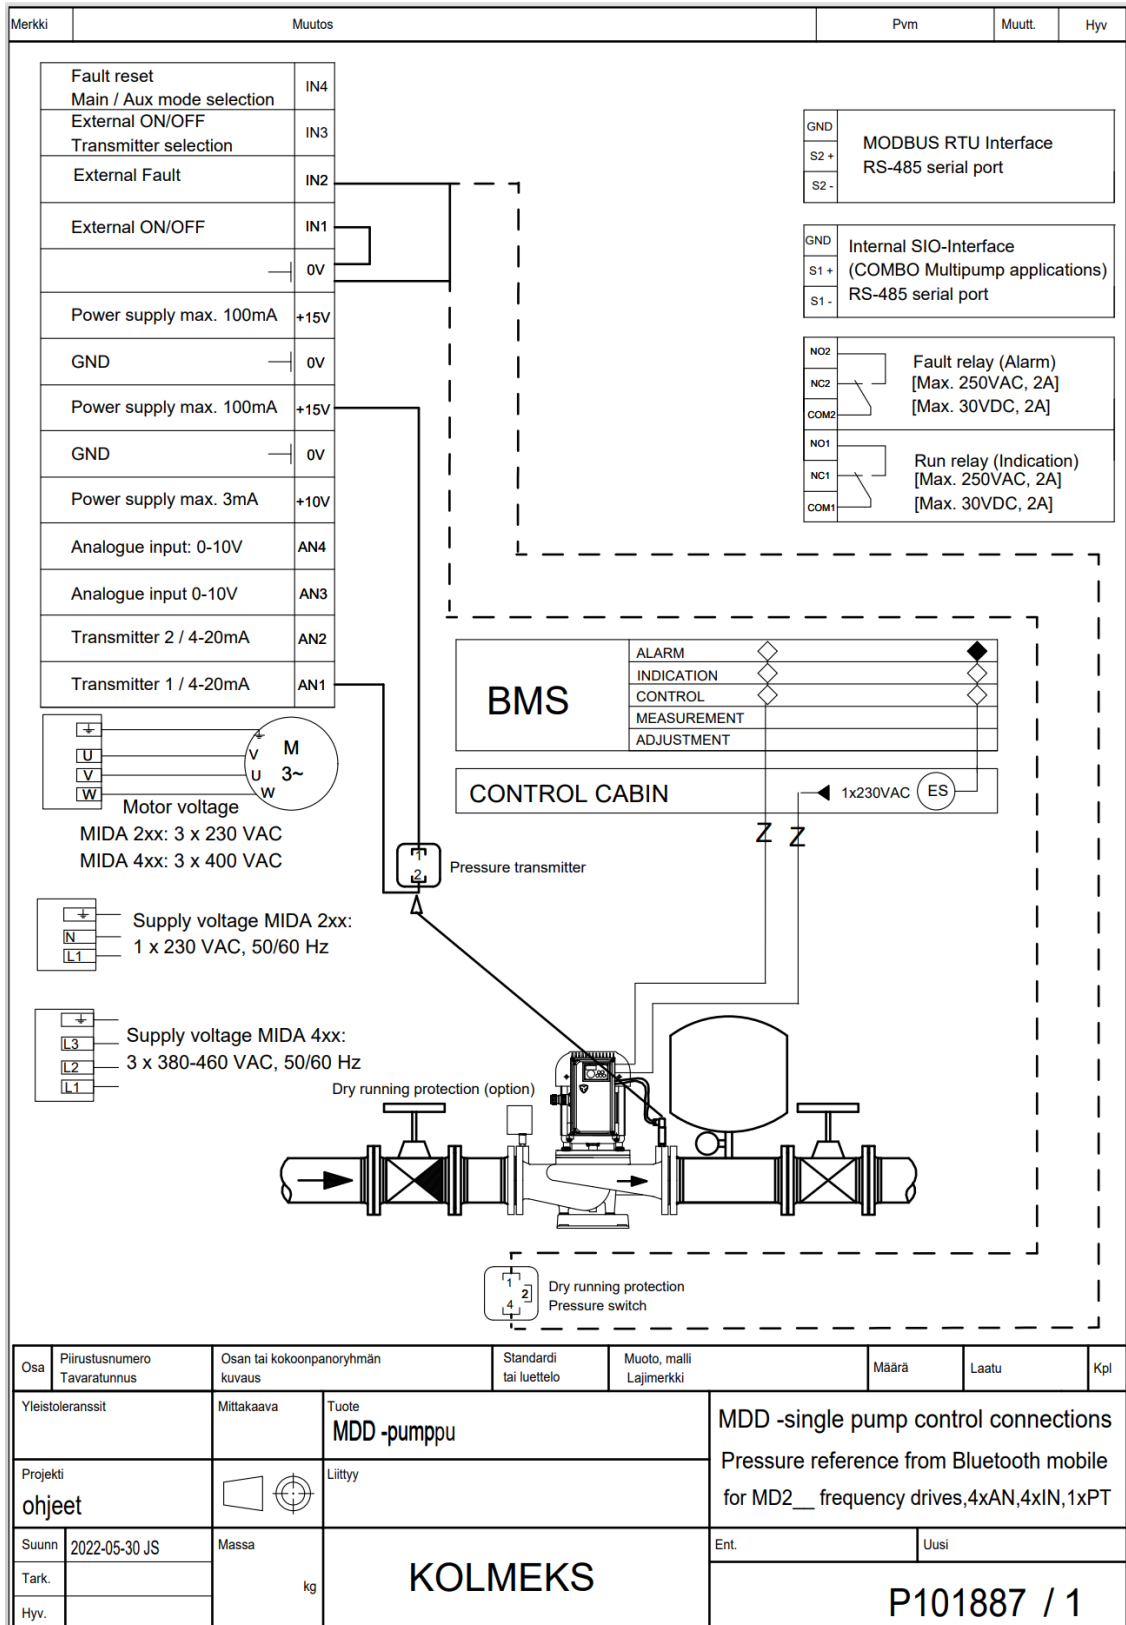 Merkki Muutos Pvm Muutt. Hyv
Fault reset
Main / Aux mode selection IN4
External ON/OFF
Transmitter selection IN3
External Fault IN2
External ON/OFF IN1
0V
Power supply max. 100mA +15V
GND 0V
Power supply max. 100mA +15V
GND 0V
Power supply max. 3mA +10V
Analogue input: 0-10V AN4
Analogue input 0-10V AN3
Transmitter 2 / 4-20mA AN2
Transmitter 1 / 4-20mA AN1
GND
S2 +
S2 -
MODBUS RTU Interface
RS-485 serial port
GND
S1 +
S1 -
Internal SIO-Interface
(COMBO Multipump applications)
RS-485 serial port
NO2
NC2
COM2
Fault relay (Alarm)
[Max. 250VAC, 2A]
[Max. 30VDC, 2A]
NO1
NC1
COM1
Run relay (Indication)
[Max. 250VAC, 2A]
[Max. 30VDC, 2A]
BMS
ALARM
INDICATION
CONTROL
MEASUREMENT
ADJUSTMENT
CONTROL CABIN 1x230VAC ES
Z Z
U
V
W
V
U
W
M
3~
Motor voltage
MIDA 2xx: 3 x 230 VAC
MIDA 4xx: 3 x 400 VAC
1
2
Pressure transmitter
N
L1
Supply voltage MIDA 2xx:
1 x 230 VAC, 50/60 Hz
L3
L2
L1
Supply voltage MIDA 4xx:
3 x 380-460 VAC, 50/60 Hz
Dry running protection (option)
1
2
4
Dry running protection
Pressure switch
Osa
Piirustusnumero
Tavaratunnus
Osan tai kokoonpanoryhmän
kuvaus
Standardi
tai luettelo
Muoto, malli
Lajimerkki
Määrä
Laatu
Kpl
Yleistoleranssit
Mittakaava
Tuote
MDD -pumppu
MDD -single pump control connections
Pressure reference from Bluetooth mobile
for MD2__ frequency drives,4xAN,4xIN,1xPT
Projekti
ohjeet
Liittyy
Suunn 2022-05-30 JS
Tark.
Hyv.
Massa
kg
KOLMEKS
Ent.
Uusi
P101887 / 1